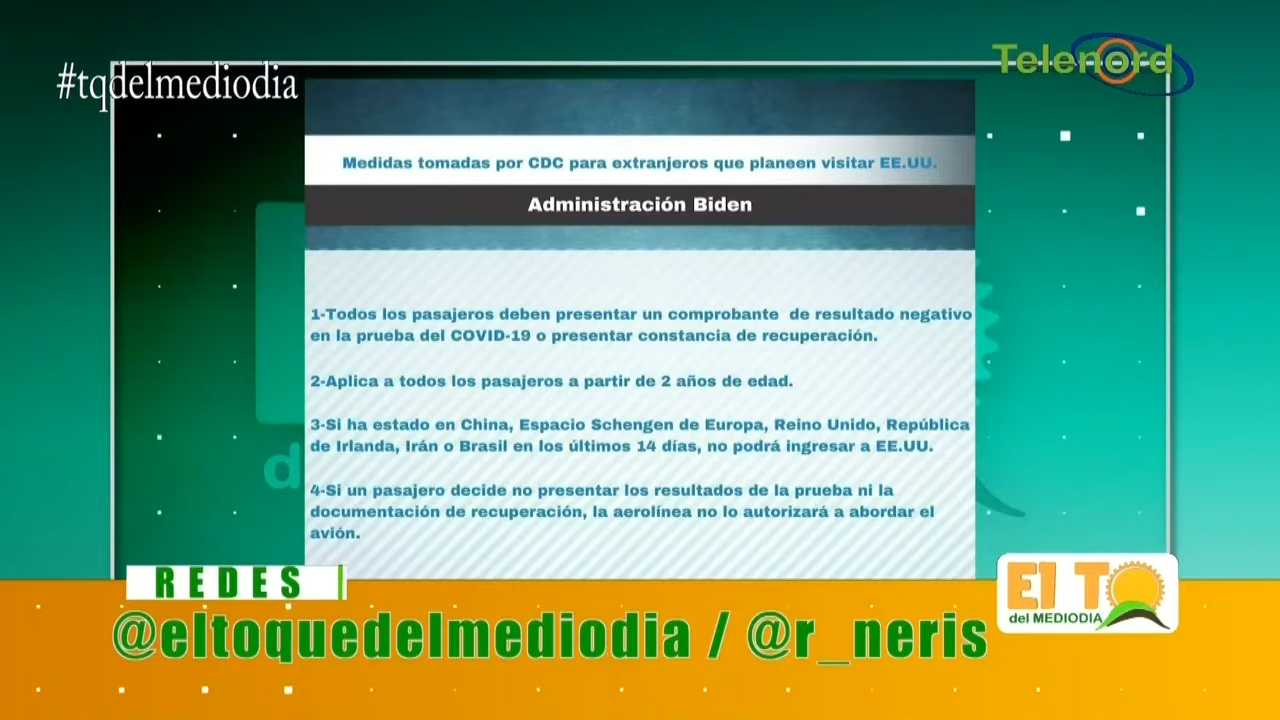 #tqdelmediodia
Telenord
Medidas tomadas por CDC para extranjeros que planeen visitar EE.UU.
Administración Biden
1-Todos los pasajeros deben presentar un comprobante de resultado negativo
en la prueba del COVID-19 o presentar constancia de recuperación.
2-Aplica a todos los pasajeros a partir de 2 años de edad.
3-Si ha estado en China, Espacio Schengen de Europa, Reino Unido, República
de Irlanda, Irán o Brasil en los últimos 14 días, no podrá ingresar a EE.UU.
4-Si un pasajero decide no presentar los resultados de la prueba ni la
documentación de recuperación, la aerolínea no lo autorizará a abordar el
avión.
REDES
@eltoquedelmediodia / @r_neris
El T
del MEDIODIA